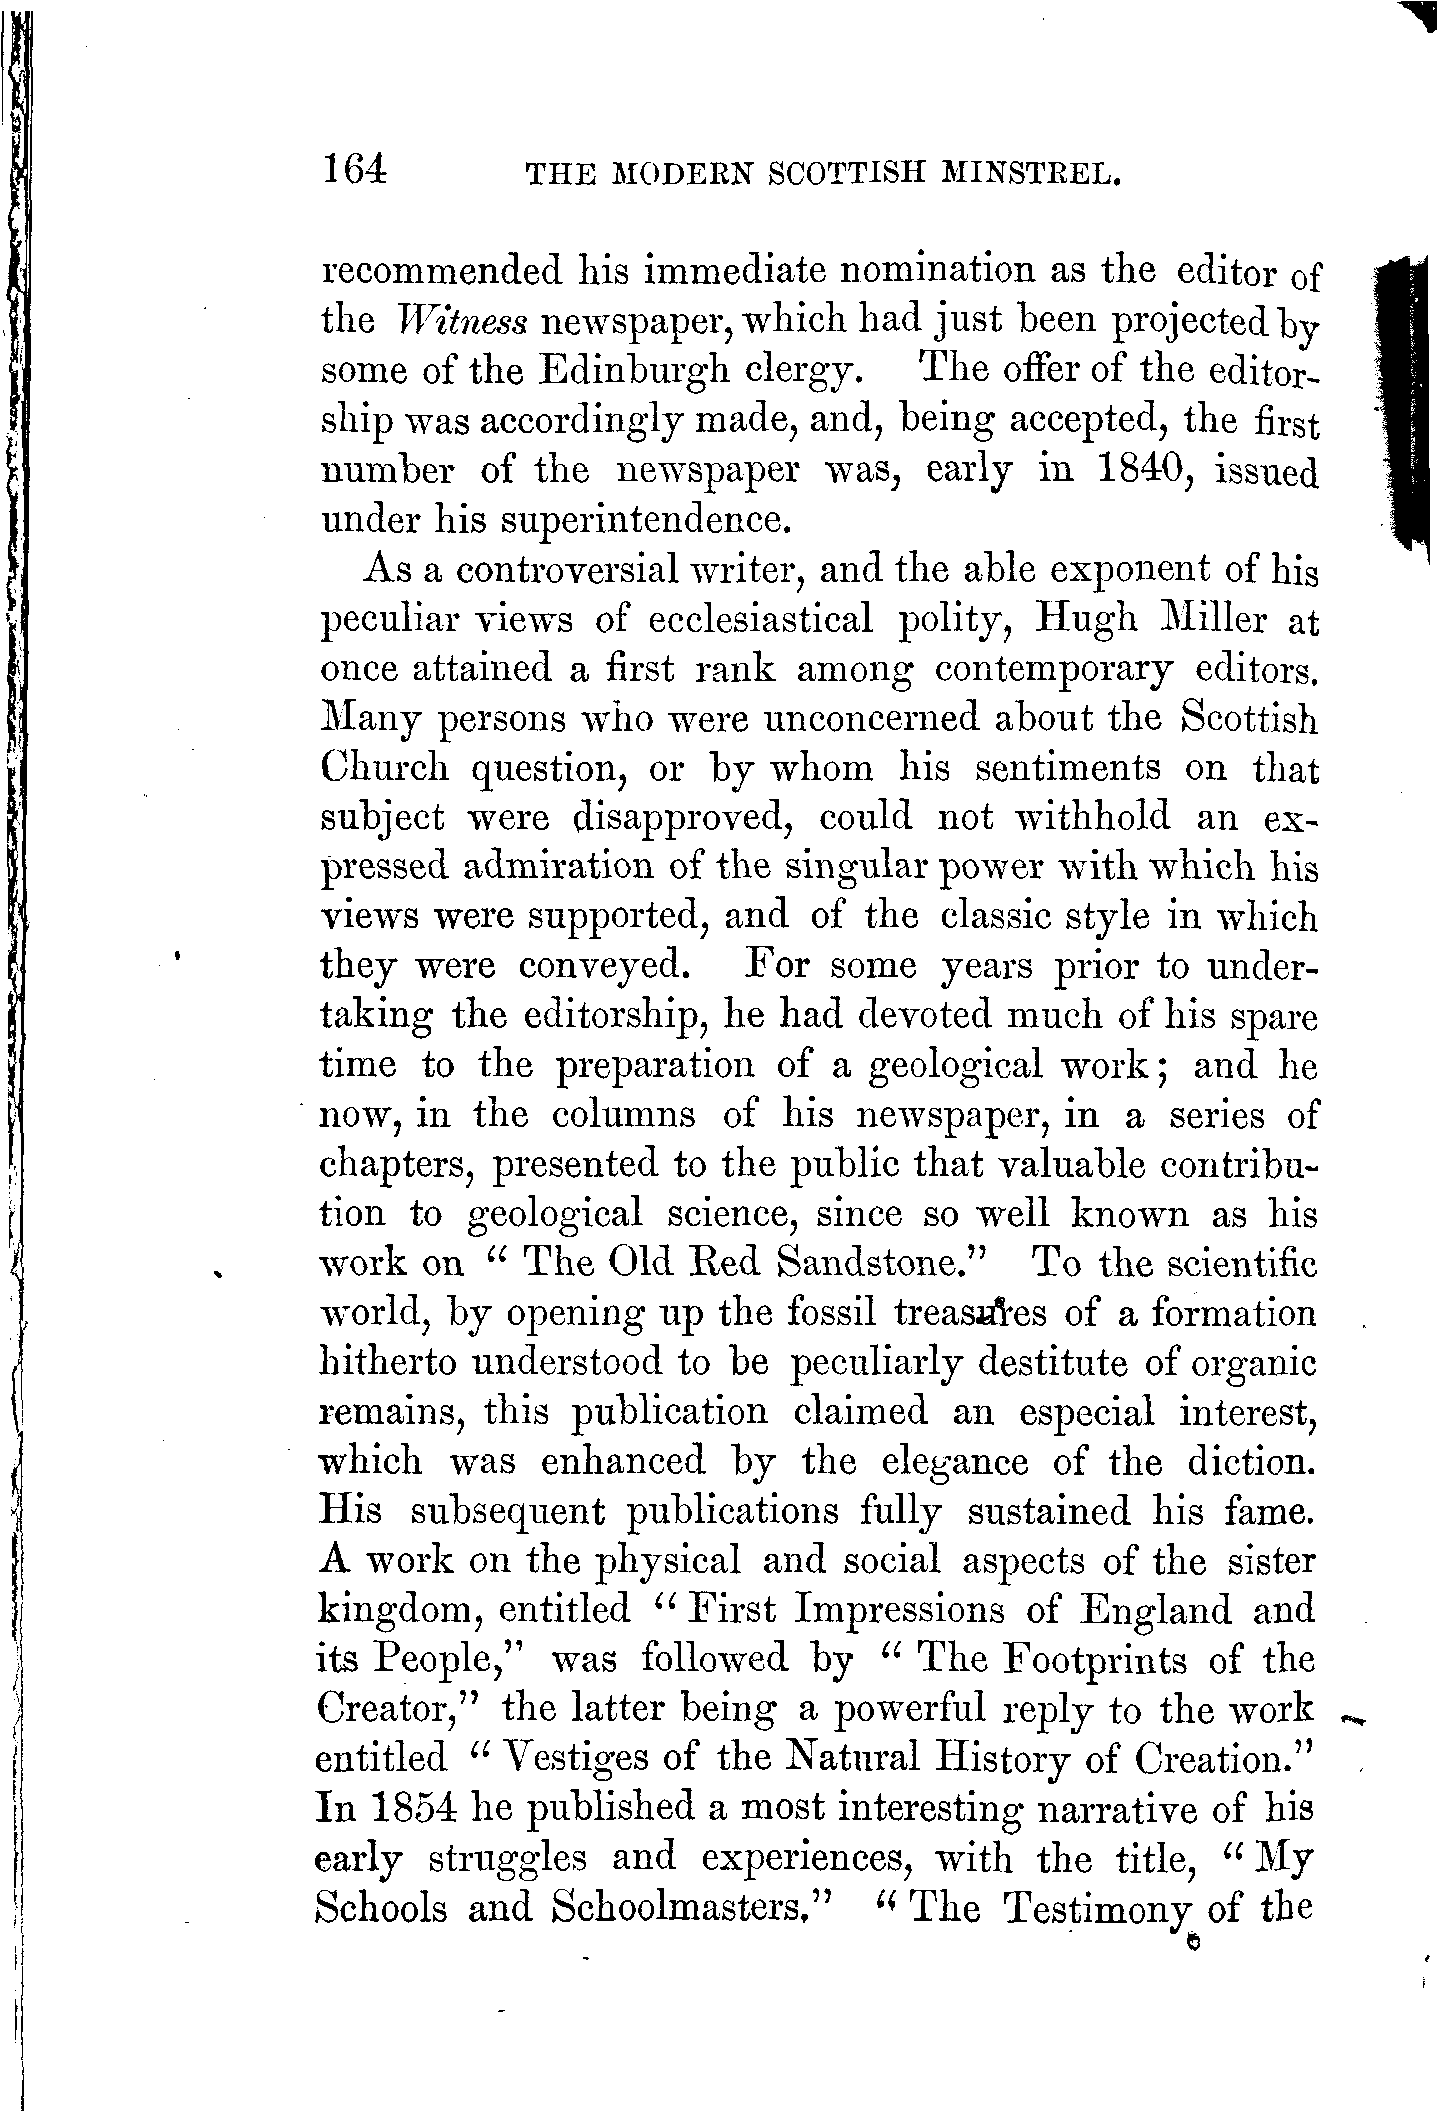 164 THE MODERN SCOTTISH MINSTREL.
recommended his immediate nomination as the editor of
the Witness newspaper, which had just been projected by
some of the Edinburgh clergy. The offer of the editor-
ship was accordingly made, and, being accepted, the first
number of the newspaper was, early in 1840, issued
under his superintendence.
As a controversial writer, and the able exponent of his
peculiar views of ecclesiastical polity, Hugh Miller at
once attained a first rank among contemporary editors.
Many persons who were unconcerned about the Scottish
Church question, or by whom his sentiments on that
subject were disapproved, could not withhold an ex-
pressed admiration of the singular power with which his
views were supported, and of the classic style in which
they were conveyed. For some years prior to under-
taking the editorship, he had devoted much of his spare
time to the preparation of a geological work; and he
now, in the columns of his newspaper, in a series of
chapters, presented to the public that valuable contribu-
tion to geological science, since so well known as his
work on “ The Old Red Sandstone.” To the scientific
world, by opening up the fossil treasures of a formation
hitherto understood to be peculiarly destitute of organic
remains, this publication claimed an especial interest,
which was enhanced by the elegance of the diction.
His subsequent publications fully sustained his fame.
A work on the physical and social aspects of the sister
kingdom, entitled “ First Impressions of England and
its People,” was followed by “ The Footprints of the
Creator,” the latter being a powerful reply to the work
entitled “ Vestiges of the Natural History of Creation.”
In 1854 he published a most interesting narrative of his
early struggles and experiences, with the title, “ My
Schools and Schoolmasters.” “ The Testimony of the